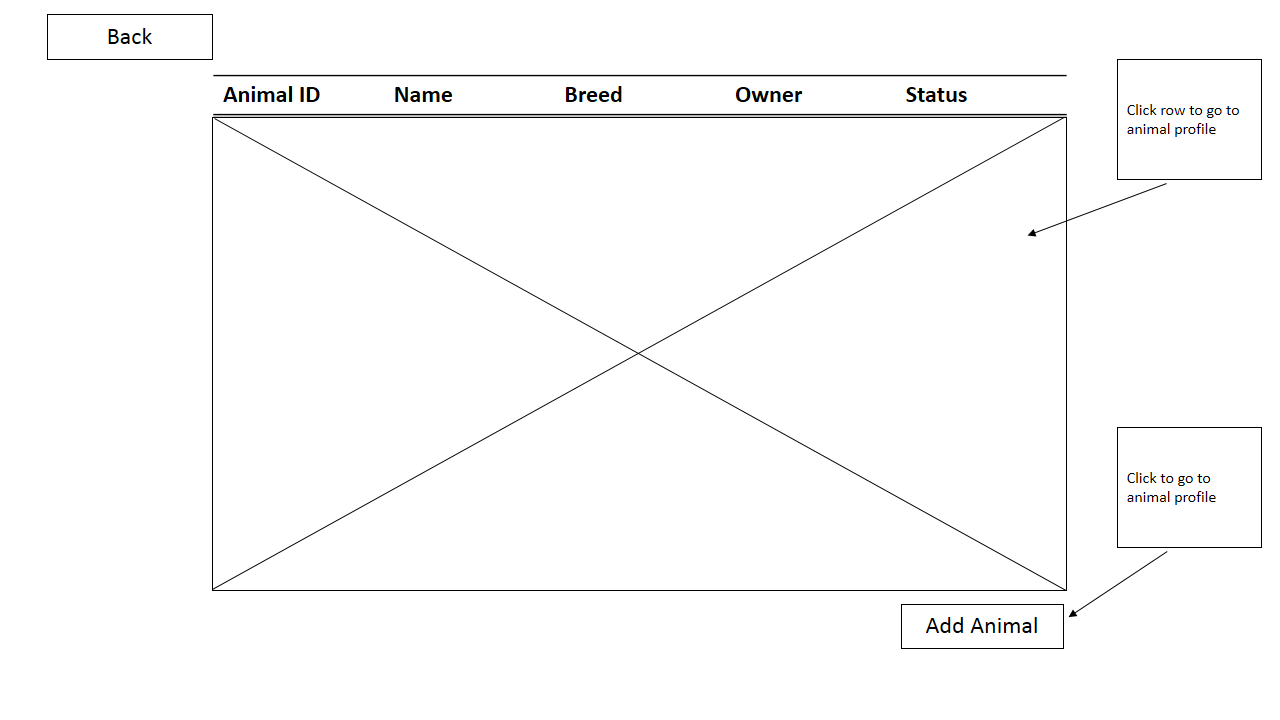 Back
Animal ID Name Breed Owner Status
Click row to go to
animal profile
Click to go to
animal profile
Add Animal